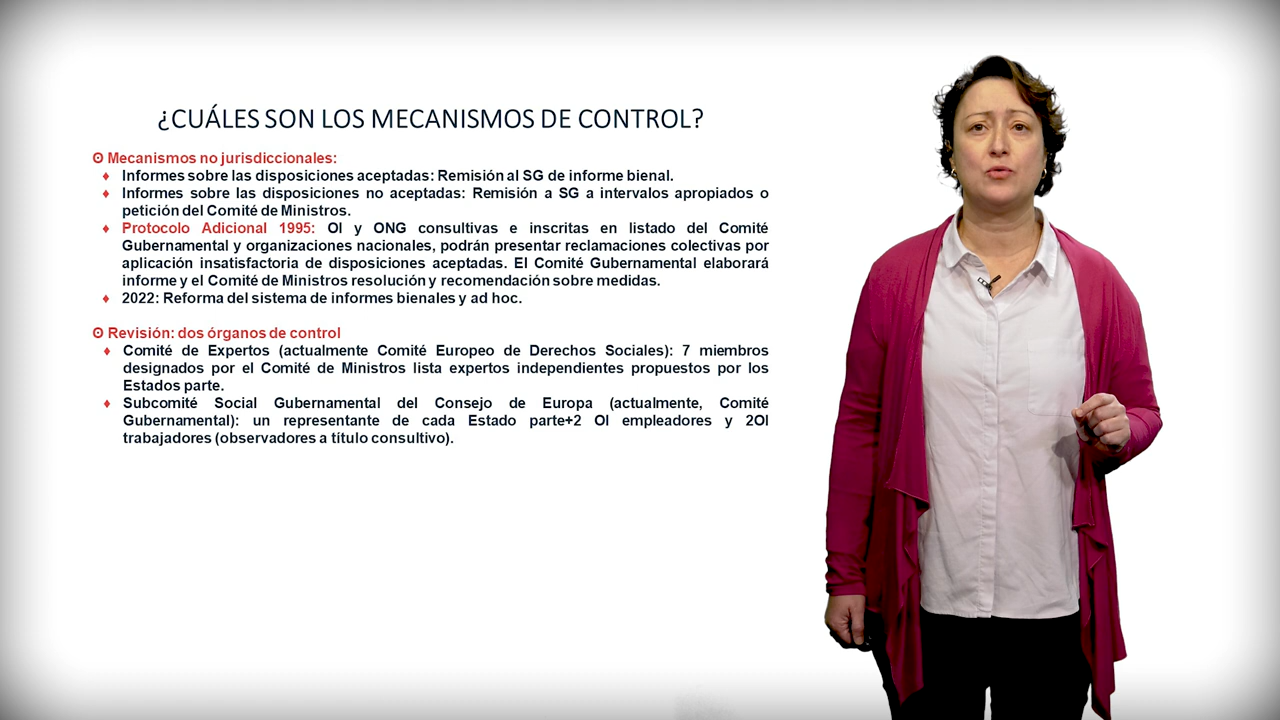 ¿CUÁLES SON LOS MECANISMOS DE CONTROL?
⊙ Mecanismos no jurisdiccionales:
♦ Informes sobre las disposiciones aceptadas: Remisión al SG de informe bienal.
♦ Informes sobre las disposiciones no aceptadas: Remisión a SG a intervalos apropiados o
petición del Comité de Ministros.
♦ Protocolo Adicional 1995: OI y ONG consultivas e inscritas en listado del Comité
Gubernamental y organizaciones nacionales, podrán presentar reclamaciones colectivas por
aplicación insatisfactoria de disposiciones aceptadas. El Comité Gubernamental elaborará
informe y el Comité de Ministros resolución y recomendación sobre medidas.
♦ 2022: Reforma del sistema de informes bienales y ad hoc.
⊙ Revisión: dos órganos de control
♦ Comité de Expertos (actualmente Comité Europeo de Derechos Sociales): 7 miembros
designados por el Comité de Ministros lista expertos independientes propuestos por los
Estados parte.
♦ Subcomité Social Gubernamental del Consejo de Europa (actualmente, Comité
Gubernamental): un representante de cada Estado parte+2 OI empleadores y 2OI
trabajadores (observadores a título consultivo).